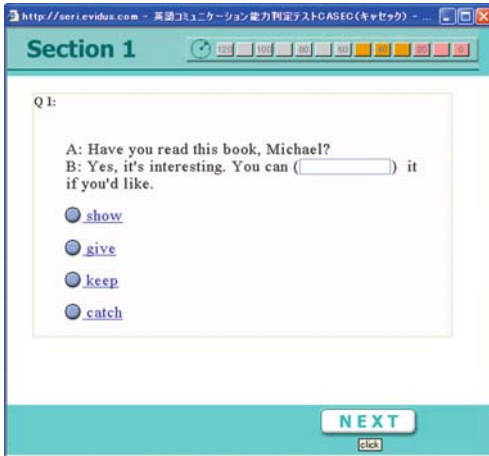 http://seri.evidus.com - 英語コミュニケーション能力判定テストCASEC(キャセック) - ...
Section 1
120 100 80 60 40 20 0
Q 1:
A: Have you read this book, Michael?
B: Yes, it's interesting. You can ( ) it
if you'd like.
show
give
keep
catch
NEXT
click